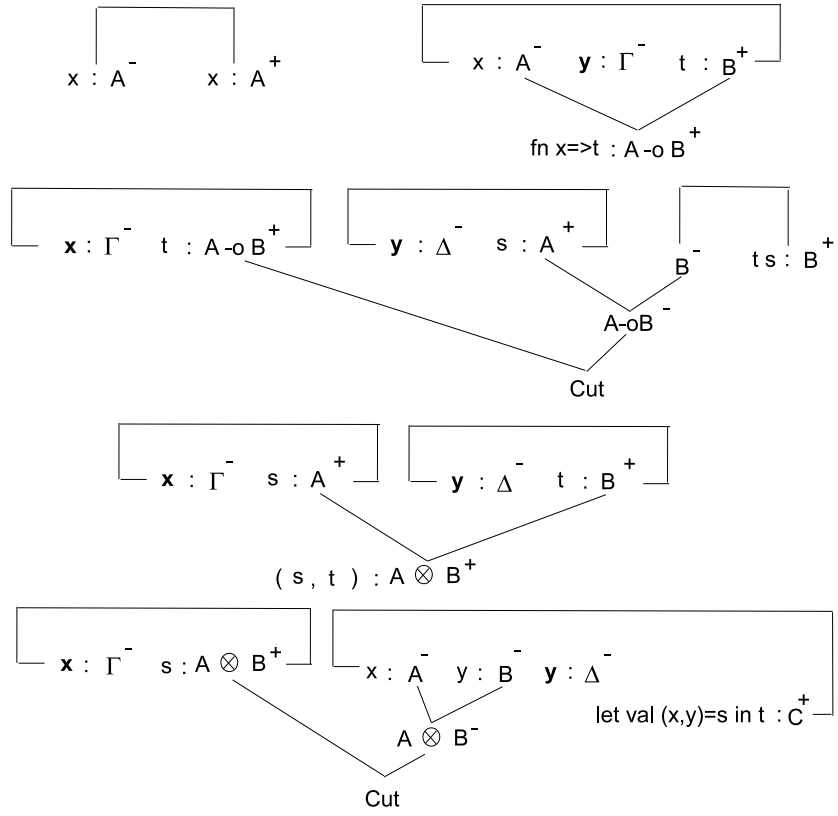 x : A⁻ x : A⁺
x : A⁻ y : Γ⁻ t : B⁺
fn x=>t : A-o B⁺
x : Γ⁻ t : A-o B⁺ y : Δ⁻ s : A⁺ B⁻ t s : B⁺
A-oB⁻
Cut
x : Γ⁻ s : A⁺ y : Δ⁻ t : B⁺
( s , t ) : A ⊗ B⁺
x : Γ⁻ s : A ⊗ B⁺ x : A⁻ y : B⁻ y : Δ⁻
let val (x,y)=s in t : C⁺
A ⊗ B⁻
Cut